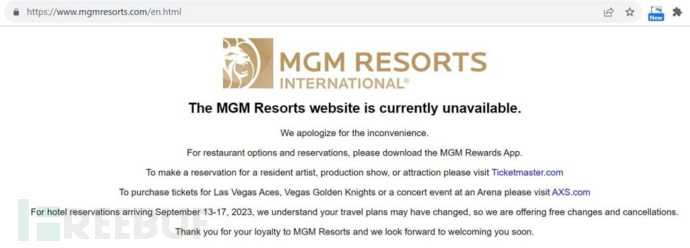 https://www.mgmresorts.com/en.html
New
MGM RESORTS
INTERNATIONAL®
The MGM Resorts website is currently unavailable.
We apologize for the inconvenience.
For restaurant options and reservations, please download the MGM Rewards App.
To make a reservation for a resident artist, production show, or attraction please visit Ticketmaster.com
To purchase tickets for Las Vegas Aces, Vegas Golden Knights or a concert event at an Arena please visit AXS.com
For hotel reservations arriving September 13-17, 2023, we understand your travel plans may have changed, so we are offering free changes and cancellations.
FREEBUF
Thank you for your loyalty to MGM Resorts and we look forward to welcoming you soon.